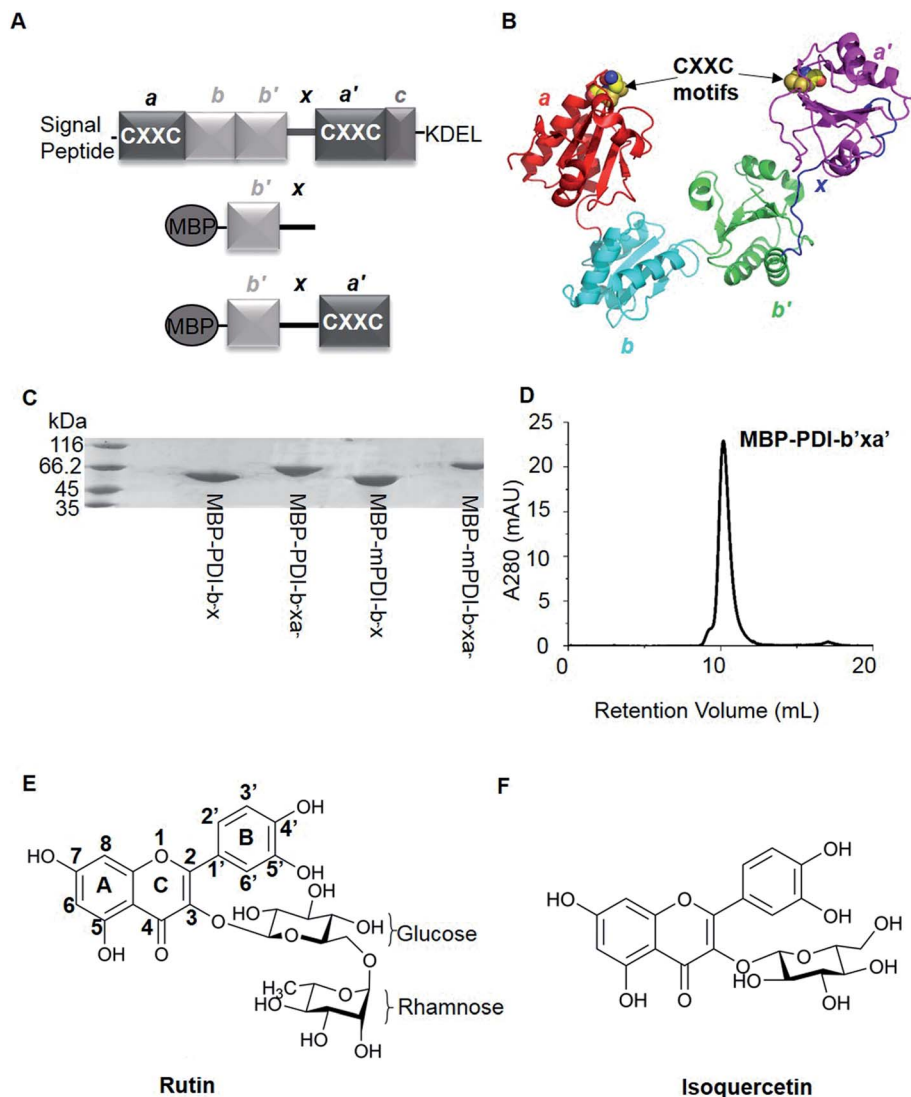 A
a b b' x a' c
Signal
Peptide
CXXC CXXC KDEL
b' x
MBP
b' x a'
MBP CXXC
B
CXXC
motifs
a
a'
x
b'
b
C
kDa
116
66.2
45
35
MBP-PDI-b'x
MBP-PDI-b'xa'
MBP-mPDI-b'x
MBP-mPDI-b'xa'
D
MBP-PDI-b’xa’
25
20
15
10
5
0
A280 (mAU)
0 10 20
Retention Volume (mL)
E
3’
OH
2’ 4’
B
8 1
HO 7 O 2 1’ 5’ OH
A C 6’
6 3 OH
5 4 HO HO
OH O O O Glucose
O
H₃C O
HO Rhamnose
HO OH
Rutin
F
OH
HO O OH
HO
O O
OH O HO OH
OH
Isoquercetin